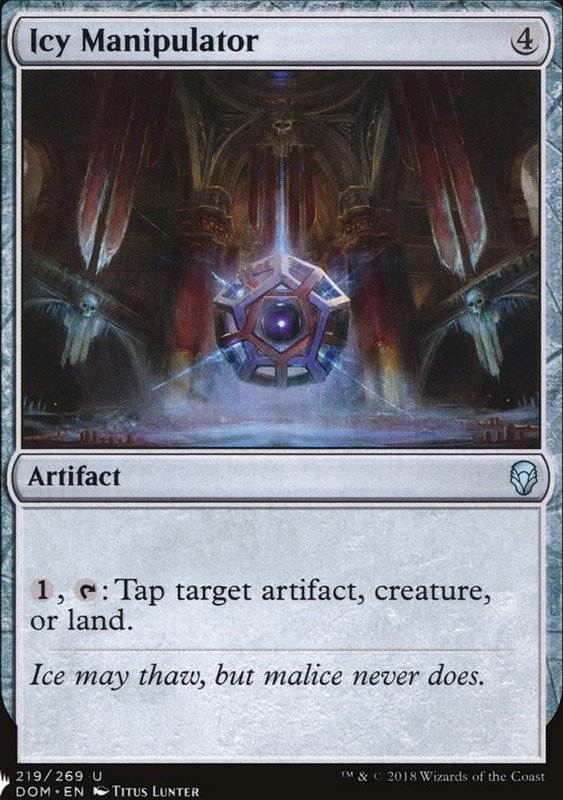 Icy Manipulator 4
Artifact
1, : Tap target artifact, creature,
or land.
Ice may thaw, but malice never does.
219/269 U
™ & © 2018 Wizards of the Coast
DOM • EN Titus Lunter